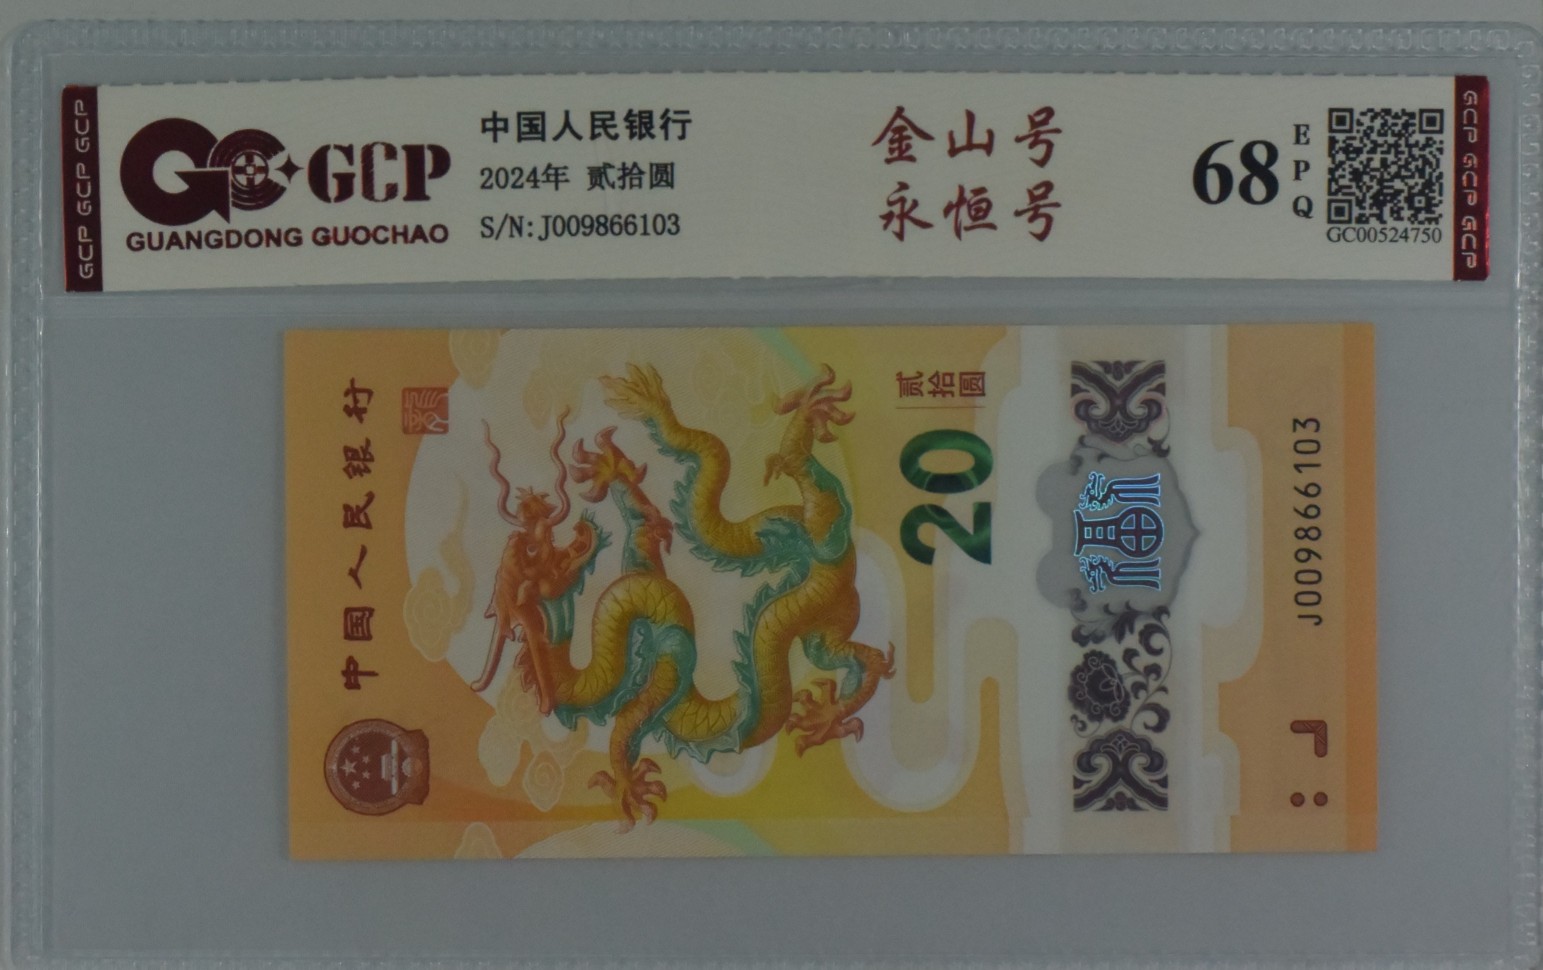 GCP GCP GCP
GCP
GUANGDONG GUOCHAO
中国人民银行
2024年 贰拾圆
S/N:J009866103
金山号
永恒号
68
EPQ
GC00524750
GCP GCP GCP
中国人民银行
贰拾圆
20
J009866103